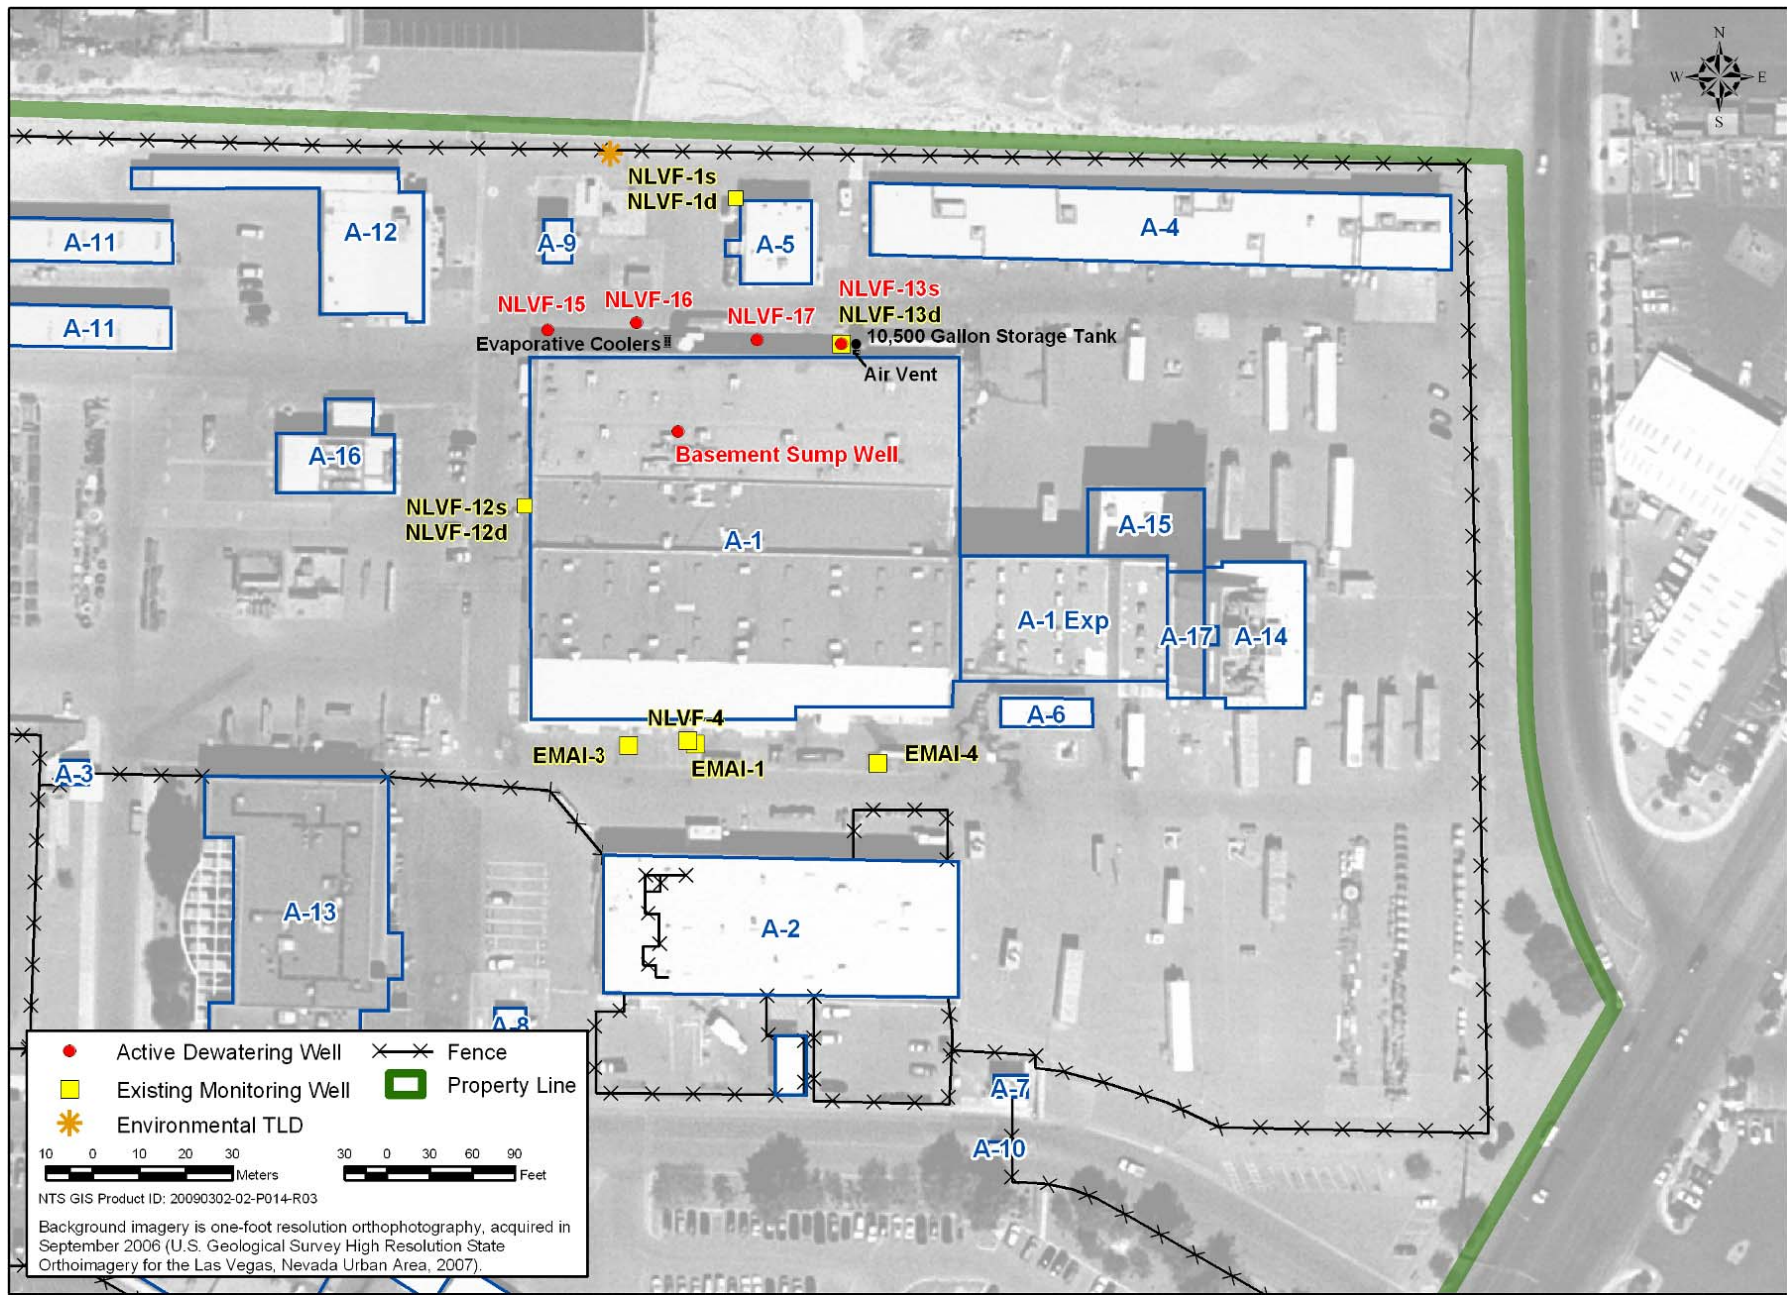 N
W E
S
NLVF-1s
NLVF-1d
A-12
A-11
A-9
A-5
A-4
NLVF-15
NLVF-16
NLVF-17
NLVF-13s
NLVF-13d
A-11
Evaporative Coolers
10,500 Gallon Storage Tank
Air Vent
A-16
Basement Sump Well
NLVF-12s
NLVF-12d
A-1
A-15
A-1 Exp
A-17
A-14
A-6
NLVF-4
EMAI-3
EMAI-1
EMAI-4
A-3
A-13
A-2
A-8
A-7
A-10
Active Dewatering Well
Fence
Existing Monitoring Well
Property Line
Environmental TLD
10 0 10 20 30
Meters
30 0 30 60 90
Feet
NTS GIS Product ID: 20090302-02-P014-R03
Background imagery is one-foot resolution orthophotography, acquired in
September 2006 (U.S. Geological Survey High Resolution State
Orthoimagery for the Las Vegas, Nevada Urban Area, 2007).